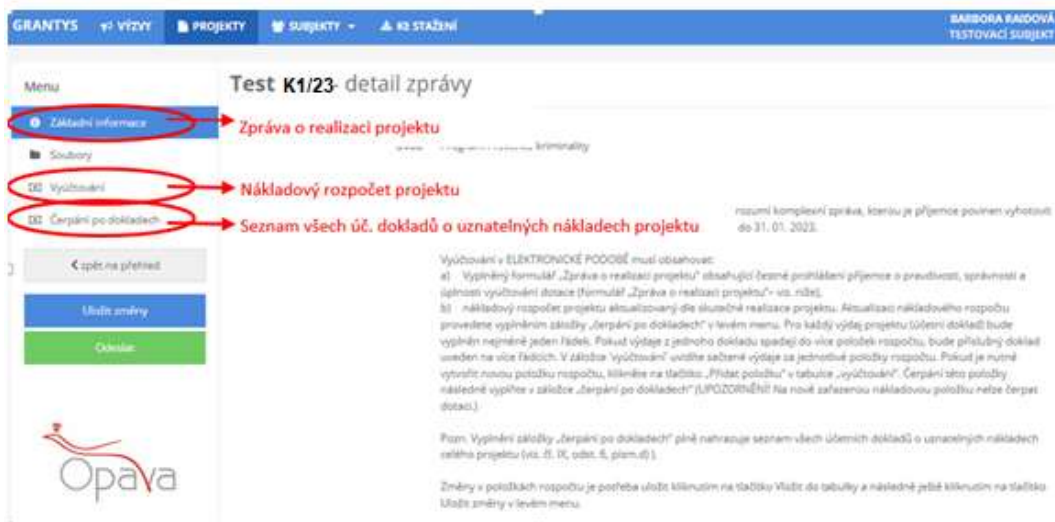 GRANTYS VÝZVY PROJEKTY SUBJEKTY KE STAŽENÍ
BARBORA RAIDOVÁ
TESTOVACÍ SUBJEKT
Menu
Test K1/23- detail zprávy
Základní informace
Zpráva o realizaci projektu
kriminality
Soubory
Vyúčtování
Nákladový rozpočet projektu
Čerpání po dokladech
Seznam všech úč. dokladů o uznatelných nákladech projektu
rozumí komplexní zpráva, kterou je příjemce povinen vyhotovit
do 31. 01. 2023.
zpět na přehled
Uložit změny
Odeslat
Vyúčtování v ELEKTRONICKÉ PODOBĚ musí obsahovat:
a) Vyplněný formulář „Zpráva o realizaci projektu" obsahující čestné prohlášení příjemce o pravdivosti, správnosti a
úplnosti vyúčtování dotace (formulář „Zpráva o realizaci projektu"– viz. níže),
b) nákladový rozpočet projektu aktualizovaný dle skutečné realizace projektu. Aktualizaci nákladového rozpočtu
provedete vyplněním záložky „čerpání po dokladech" v levém menu. Pro každý výdaj projektu (účetní doklad) bude
vyplněn nejméně jeden řádek. Pokud výdaje z jednoho dokladu spadají do více položek rozpočtu, bude příslušný doklad
uveden na více řádcích. V záložce 'vyúčtování' uvidíte sečtené výdaje za jednotlivé položky rozpočtu. Pokud je nutné
vytvořit novou položku rozpočtu, klikněte na tlačítko „Přidat položku" v tabulce „vyúčtování". Čerpání této položky
následně vyplňte v záložce „čerpání po dokladech" (UPOZORNĚNÍ! Na nově zařazenou nákladovou položku nelze čerpat
dotaci.)
Pozn. Vyplnění záložky „čerpání po dokladech" plně nahrazuje seznam všech účetních dokladů o uznatelných nákladech
celého projektu (viz. čl. IX, odst. 6, písm.d) ).
Změny v položkách rozpočtu je potřeba uložit kliknutím na tlačítko Vložit do tabulky a následně ještě kliknutím na tlačítko
Uložit změny v levém menu.
Opava